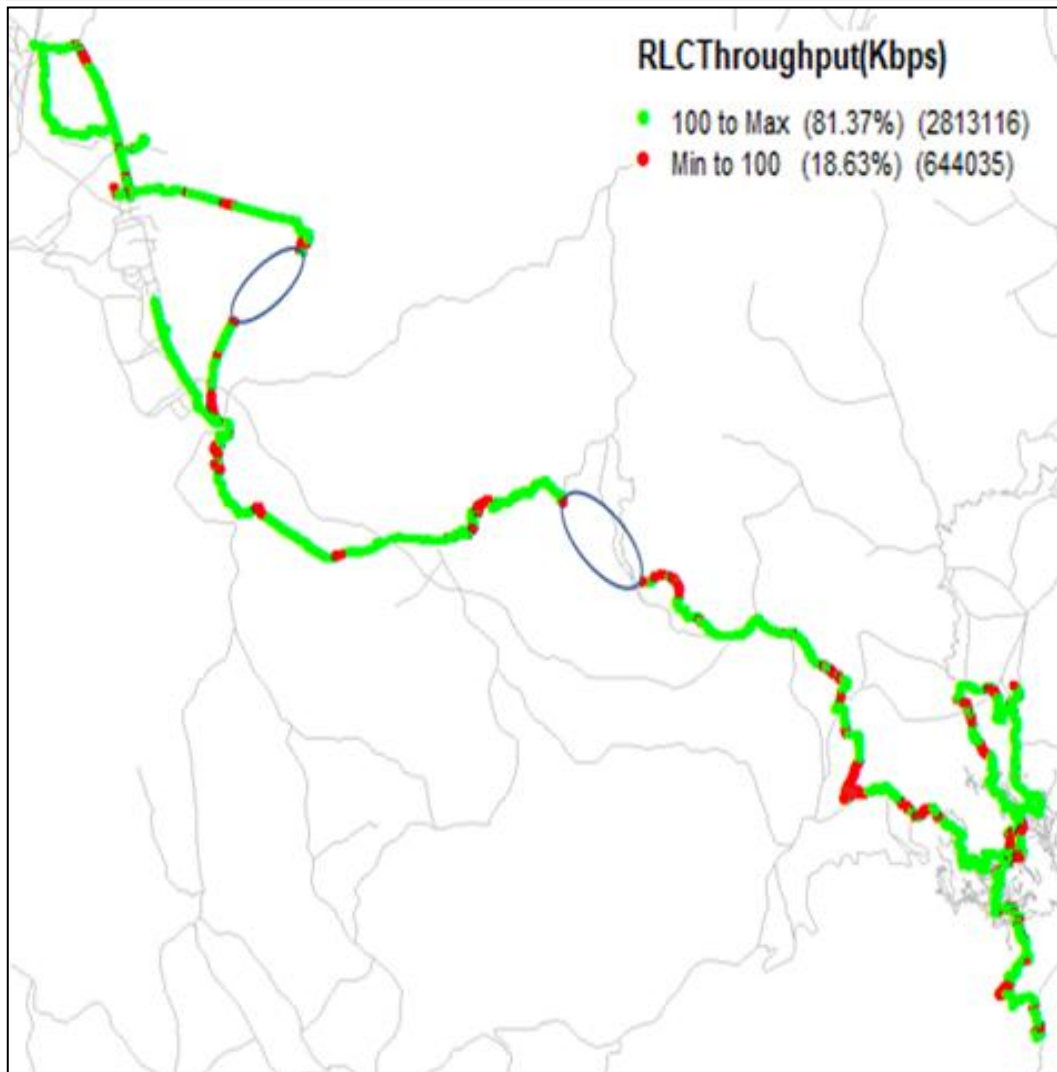 RLCThroughput(Kbps)
100 to Max (81.37%) (2813116)
Min to 100 (18.63%) (644035)